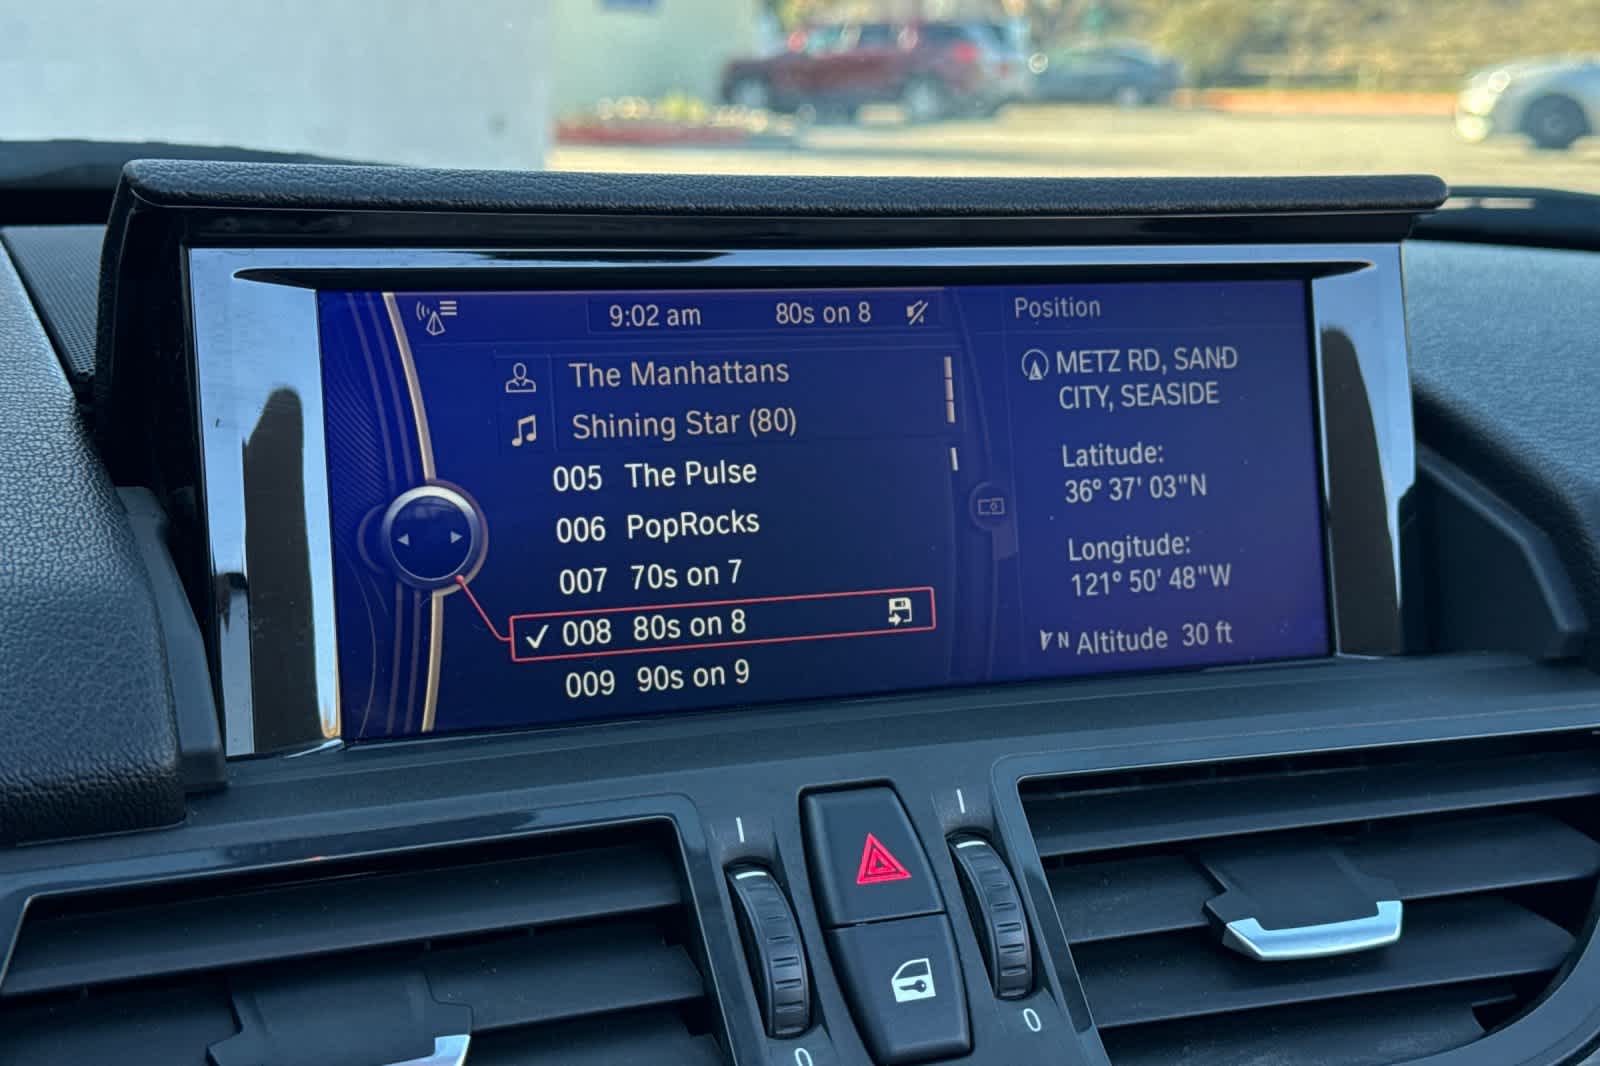 9:02 am 80s on 8
The Manhattans
Shining Star (80)
005 The Pulse
006 PopRocks
007 70s on 7
008 80s on 8
009 90s on 9
Position
METZ RD, SAND
CITY, SEASIDE
Latitude:
36° 37' 03"N
Longitude:
121° 50' 48"W
N Altitude 30 ft
0
0